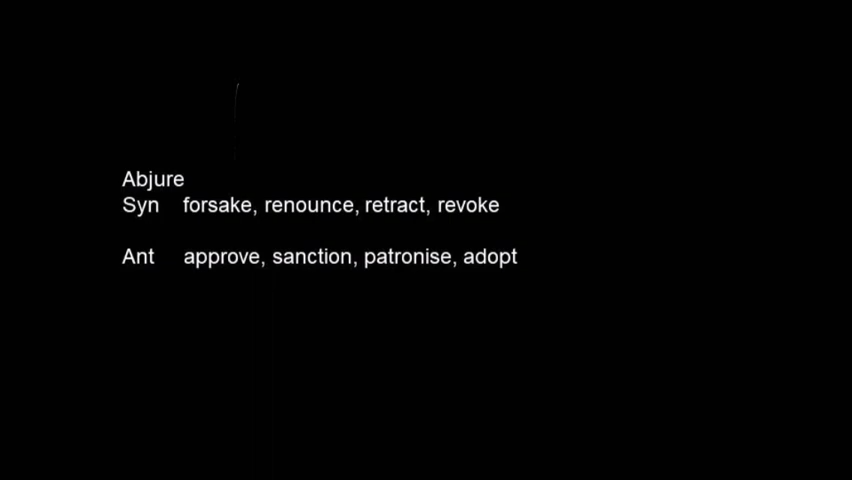 Abjure
Syn forsake, renounce, retract, revoke
Ant approve, sanction, patronise, adopt